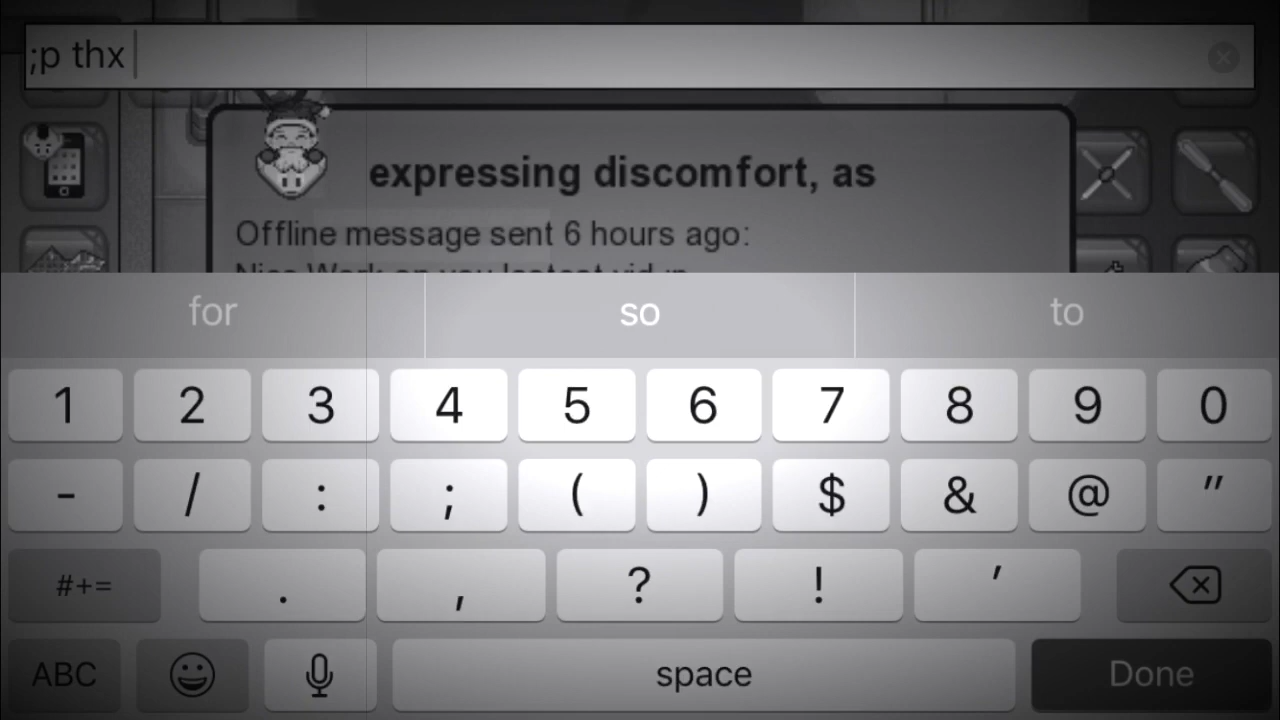 ;p thx
expressing discomfort, as
Offline message sent 6 hours ago:
for so to
1 2 3 4 5 6 7 8 9 0
- / : ; ( ) $ & @ "
#+= . , ? ! '
ABC space Done